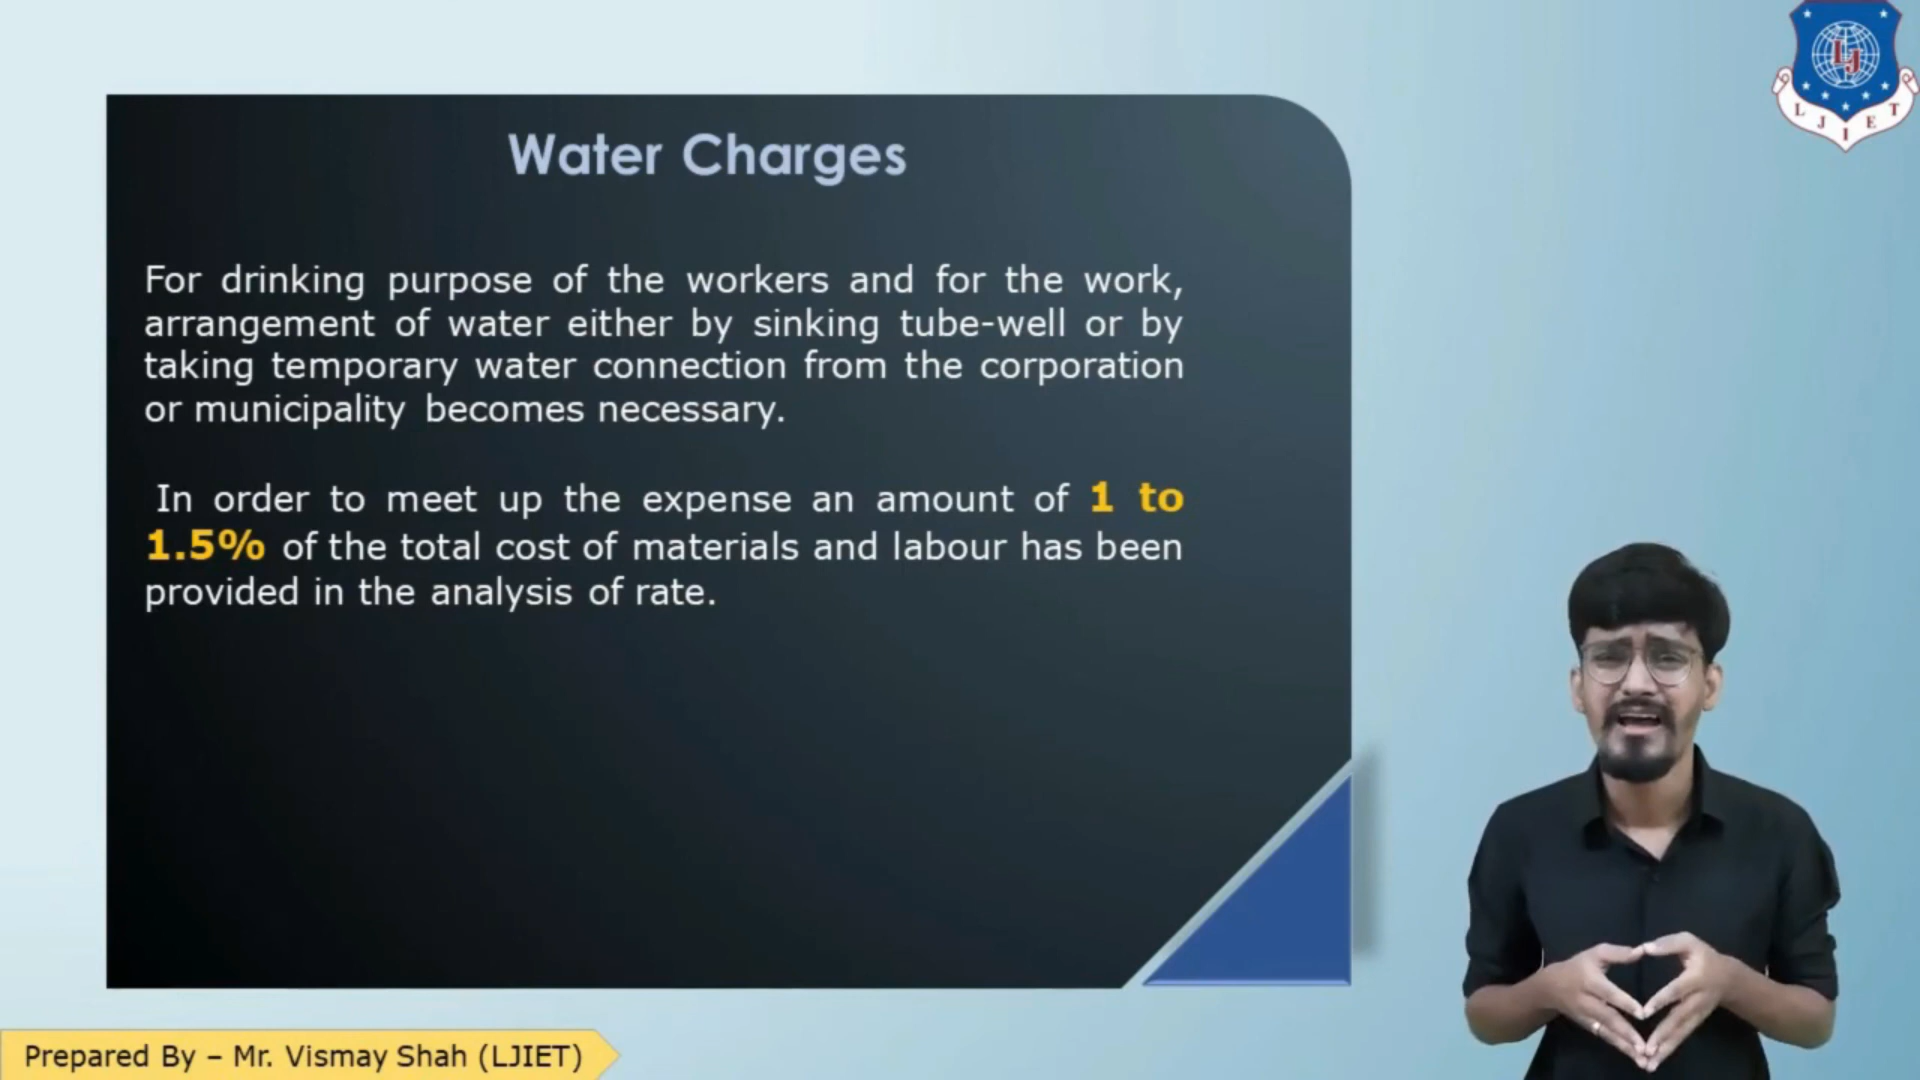 Water Charges
For drinking purpose of the workers and for the work,
arrangement of water either by sinking tube-well or by
taking temporary water connection from the corporation
or municipality becomes necessary.
In order to meet up the expense an amount of 1 to
1.5% of the total cost of materials and labour has been
provided in the analysis of rate.
LJ
L J I E T
Prepared By – Mr. Vismay Shah (LJIET)